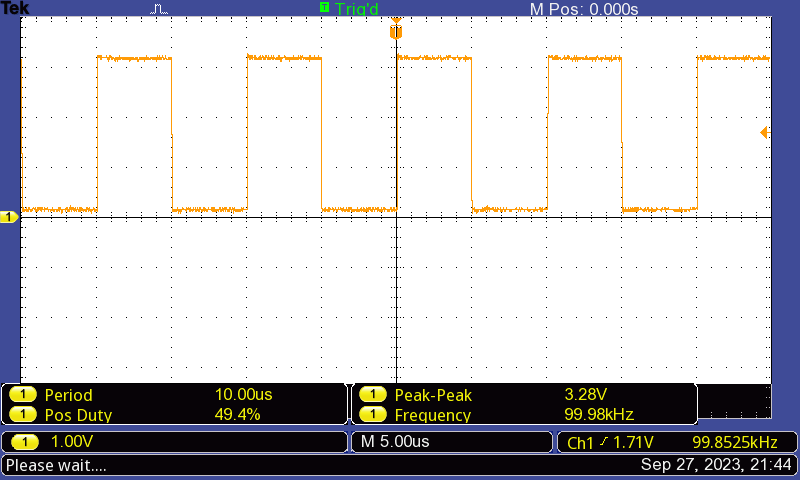 Tek T Trig'd M Pos: 0.000s
T
1
1 Period 10.00us 1 Peak-Peak 3.28V
1 Pos Duty 49.4% 1 Frequency 99.98kHz
1 1.00V M 5.00us Ch1 1.71V 99.8525kHz
Please wait.... Sep 27, 2023, 21:44